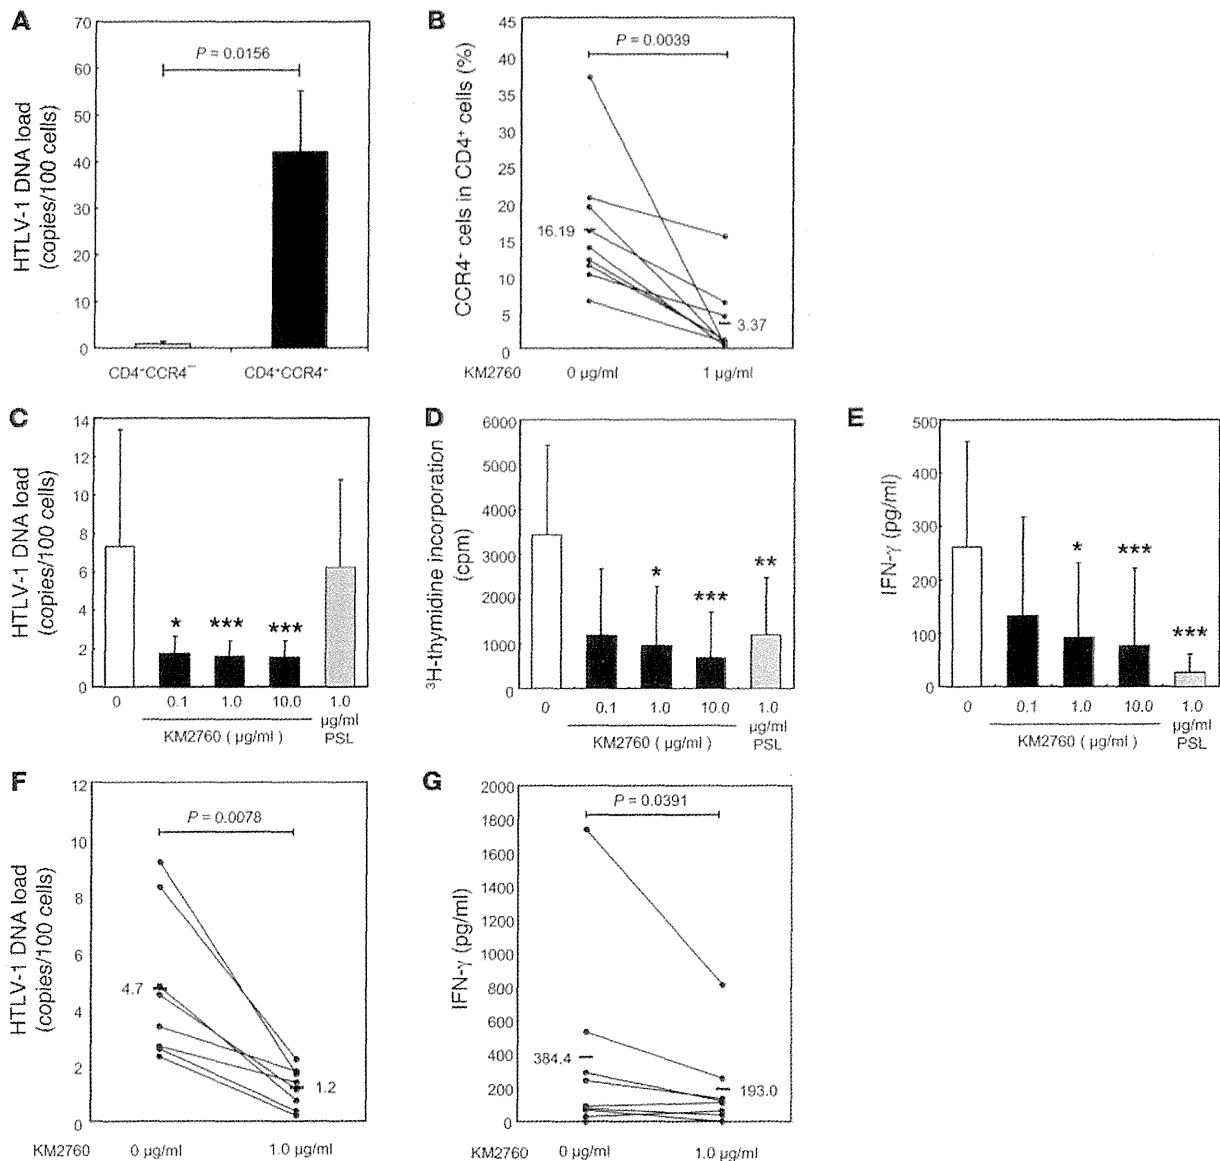 A
HTLV-1 DNA load
(copies/100 cells)
70
60
50
40
30
20
10
0
P = 0.0156
CD4⁺CCR4⁻
CD4⁺CCR4⁺
B
CCR4⁺ cels in CD4⁺ cells (%)
45
40
35
30
25
20
15
10
5
0
P = 0.0039
16.19
3.37
KM2760
0 µg/ml
1 µg/ml
C
HTLV-1 DNA load
(copies/100 cells)
14
12
10
8
6
4
2
0
*
***
***
0
0.1
1.0
10.0
1.0
KM2760 ( µg/ml )
µg/ml
PSL
D
³H-thymidine incorporation
(cpm)
6000
5000
4000
3000
2000
1000
0
*
***
**
0
0.1
1.0
10.0
1.0
KM2760 ( µg/ml )
µg/ml
PSL
E
IFN-γ (pg/ml)
500
400
300
200
100
0
*
***
***
0
0.1
1.0
10.0
1.0
KM2760 ( µg/ml )
µg/ml
PSL
F
HTLV-1 DNA load
(copies/100 cells)
12
10
8
6
4
2
0
P = 0.0078
4.7
1.2
KM2760
0 µg/ml
1.0 µg/ml
G
IFN-γ (pg/ml)
2000
1800
1600
1400
1200
1000
800
600
400
200
0
P = 0.0391
384.4
193.0
KM2760
0 µg/ml
1.0 µg/ml